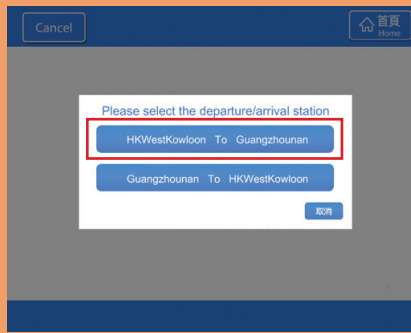 Cancel
首頁
Home
Please select the departure/arrival station
HKWestKowloon To Guangzhounan
Guangzhounan To HKWestKowloon
取消